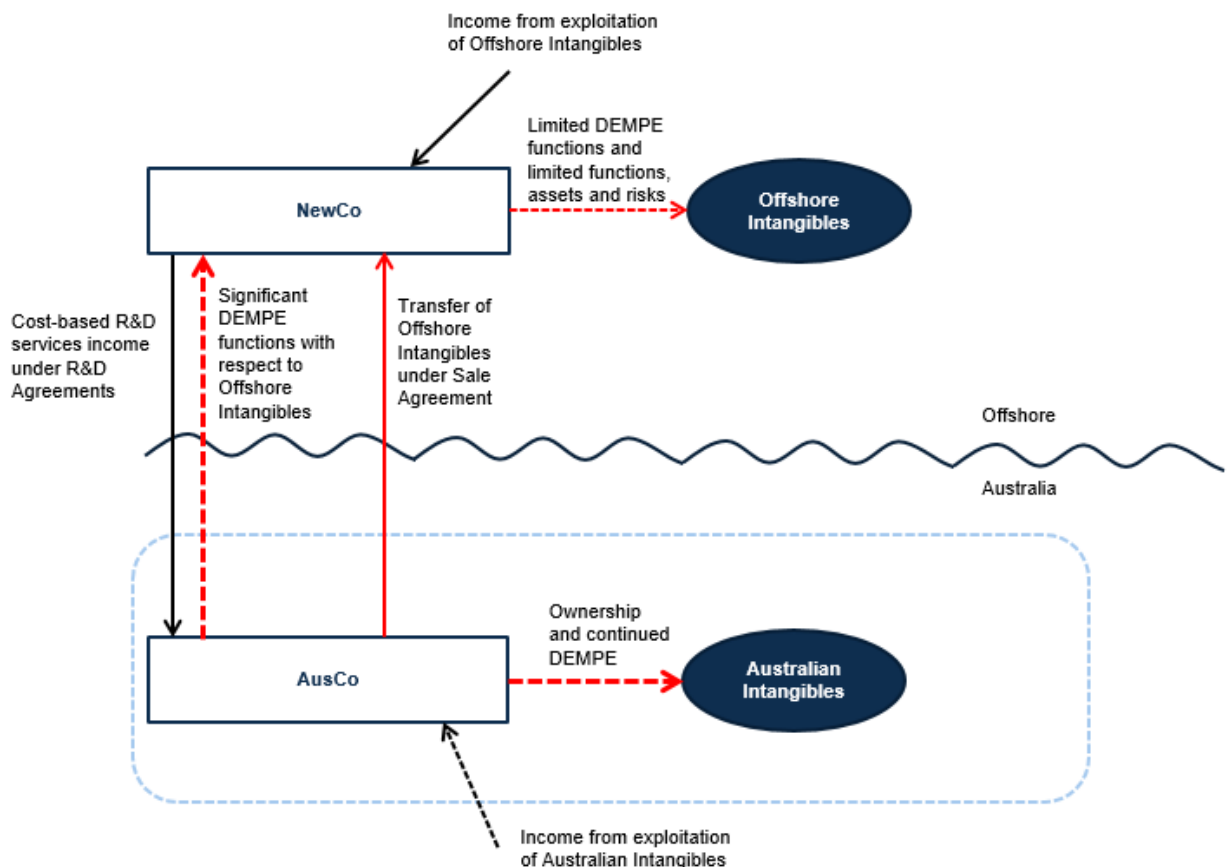 Income from exploitation
of Offshore Intangibles
Limited DEMPE
functions and
limited functions,
assets and risks
NewCo
Offshore
Intangibles
Cost-based R&D
services income
under R&D
Agreements
Significant
DEMPE
functions with
respect to
Offshore
Intangibles
Transfer of
Offshore
Intangibles
under Sale
Agreement
Offshore
Australia
Ownership
and continued
DEMPE
AusCo
Australian
Intangibles
Income from exploitation
of Australian Intangibles